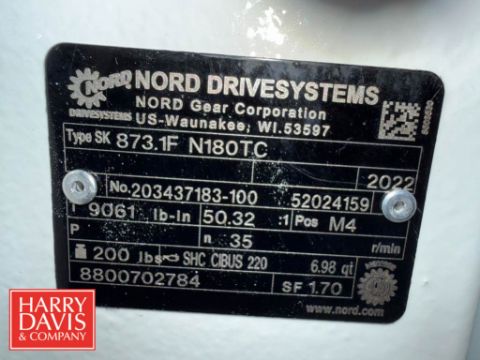 NORD
DRIVESYSTEMS
NORD DRIVESYSTEMS
NORD Gear Corporation
US-Waunakee, WI.53597
Type SK 873.1F N180TC
2022
No. 203437183-100 52024159
T 9061 lb-in 50.32 :1 Pos M4
P n 35 r/min
200 lbs SHC CIBUS 220 6.98 qt
8800702784 SF 1.70
www.nord.com
HARRY
DAVIS
& COMPANY